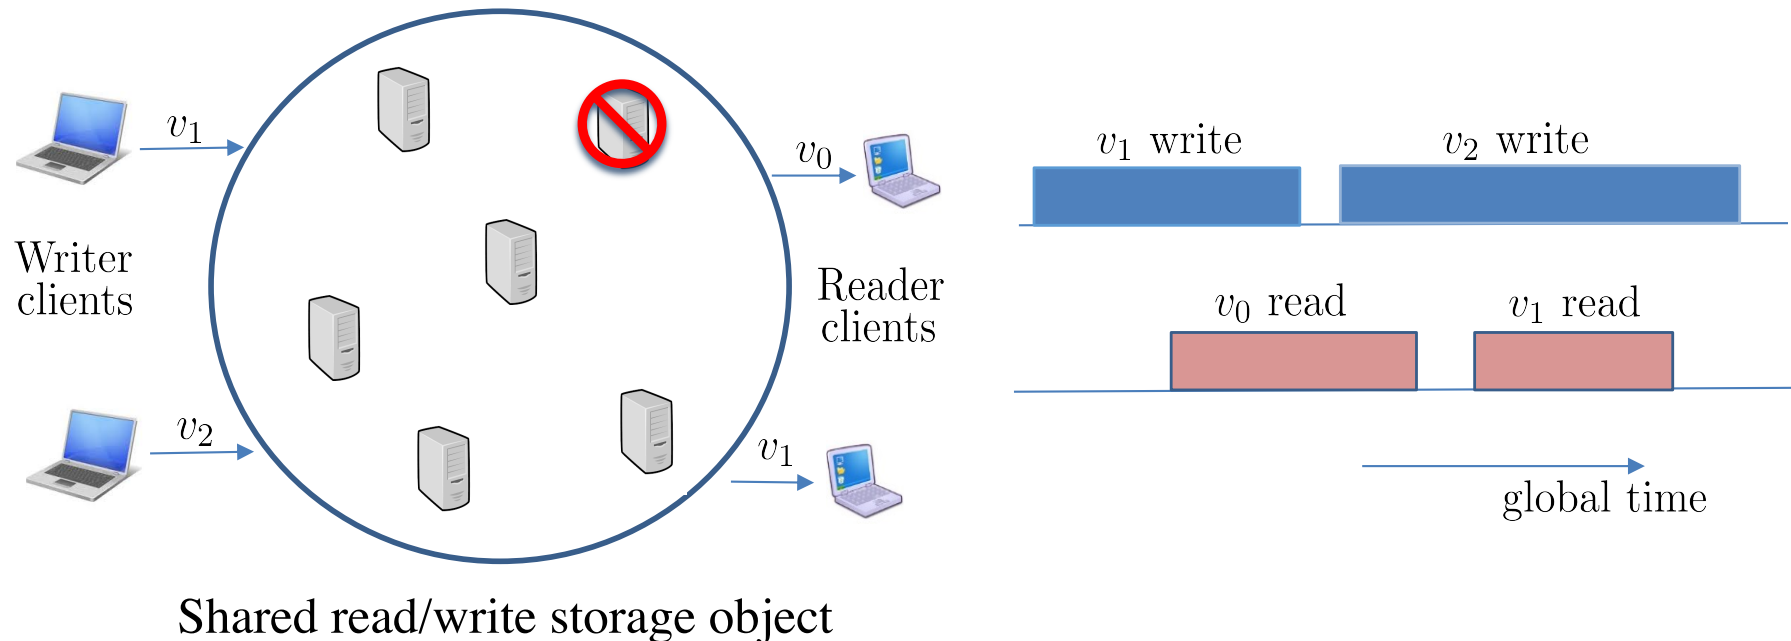 v₁
v₀
Writer
clients
Reader
clients
v₂
v₁
Shared read/write storage object
v₁ write
v₂ write
v₀ read
v₁ read
global time